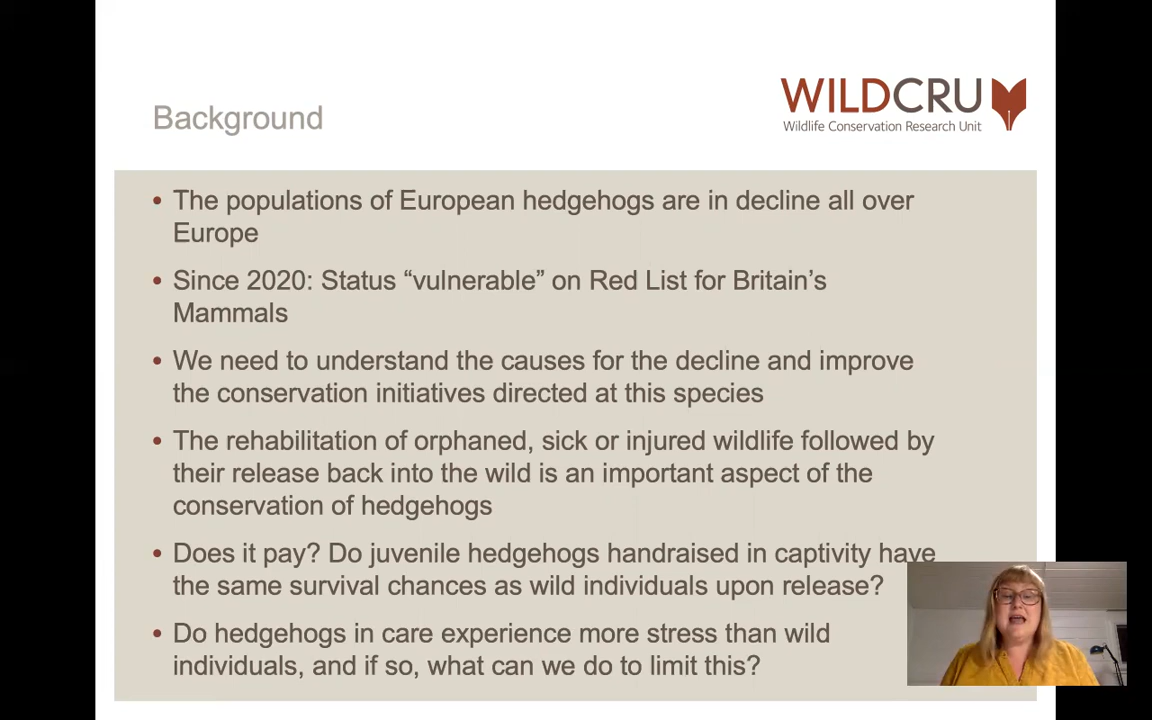 Background
WILDCRU
Wildlife Conservation Research Unit
• The populations of European hedgehogs are in decline all over
Europe
• Since 2020: Status “vulnerable” on Red List for Britain’s
Mammals
• We need to understand the causes for the decline and improve
the conservation initiatives directed at this species
• The rehabilitation of orphaned, sick or injured wildlife followed by
their release back into the wild is an important aspect of the
conservation of hedgehogs
• Does it pay? Do juvenile hedgehogs handraised in captivity have
the same survival chances as wild individuals upon release?
• Do hedgehogs in care experience more stress than wild
individuals, and if so, what can we do to limit this?